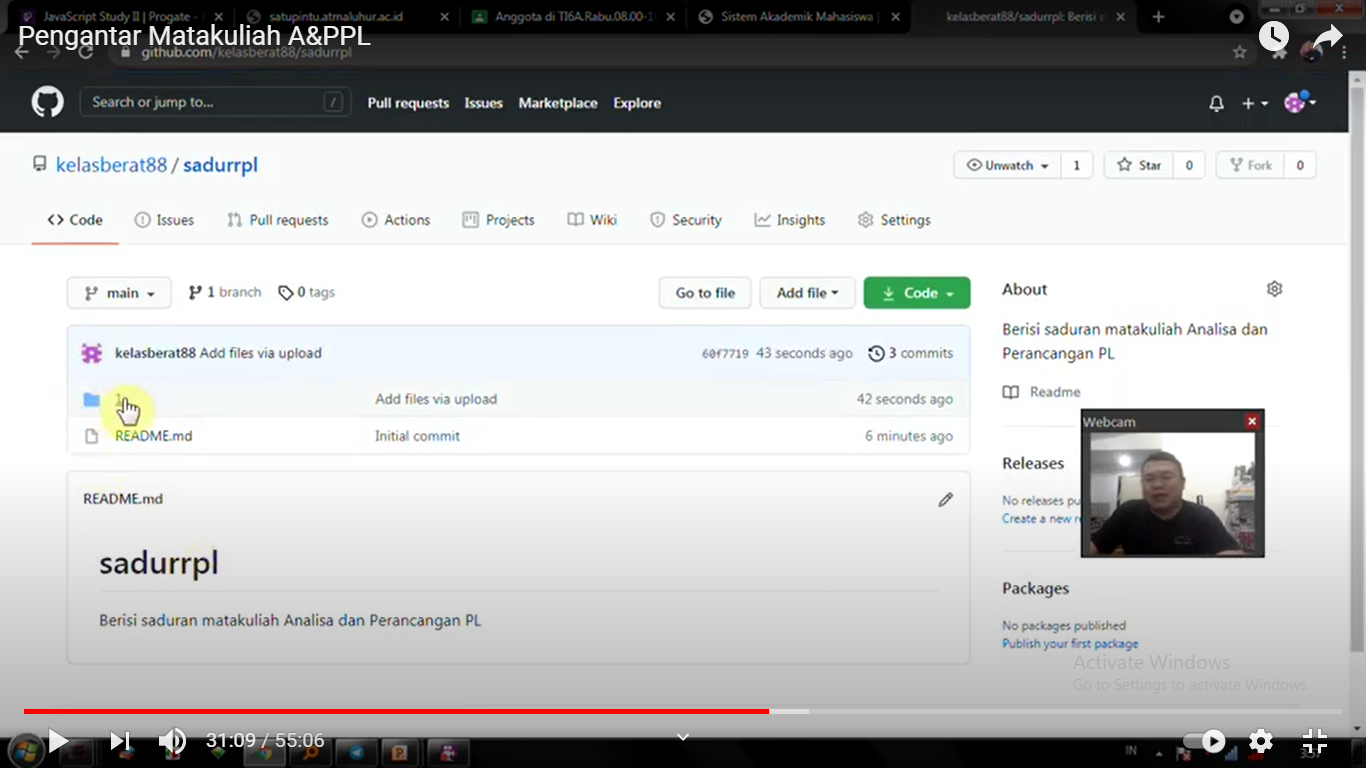 JavaScript Study II | Progate -
satupintu.atmaluhur.ac.id
Anggota di TI6A.Rabu.08.00-1
Sistem Akademik Mahasiswa |
kelasberat88/sadurrpl: Berisi s
Pengantar Matakuliah A&PPL
github.com/kelasberat88/sadurrpl
Search or jump to... /
Pull requests Issues Marketplace Explore
kelasberat88 / sadurrpl
Unwatch 1 Star 0 Fork 0
Code Issues Pull requests Actions Projects Wiki Security Insights Settings
main 1 branch 0 tags Go to file Add file Code
kelasberat88 Add files via upload 60f7719 43 seconds ago 3 commits
Add files via upload 42 seconds ago
README.md Initial commit 6 minutes ago
README.md
sadurrpl
Berisi saduran matakuliah Analisa dan Perancangan PL
About
Berisi saduran matakuliah Analisa dan
Perancangan PL
Readme
Webcam
Releases
No releases pu
Create a new r
Packages
No packages published
Publish your first package
Activate Windows
Go to Settings to activate Windows.
31:09 / 55:06
IN